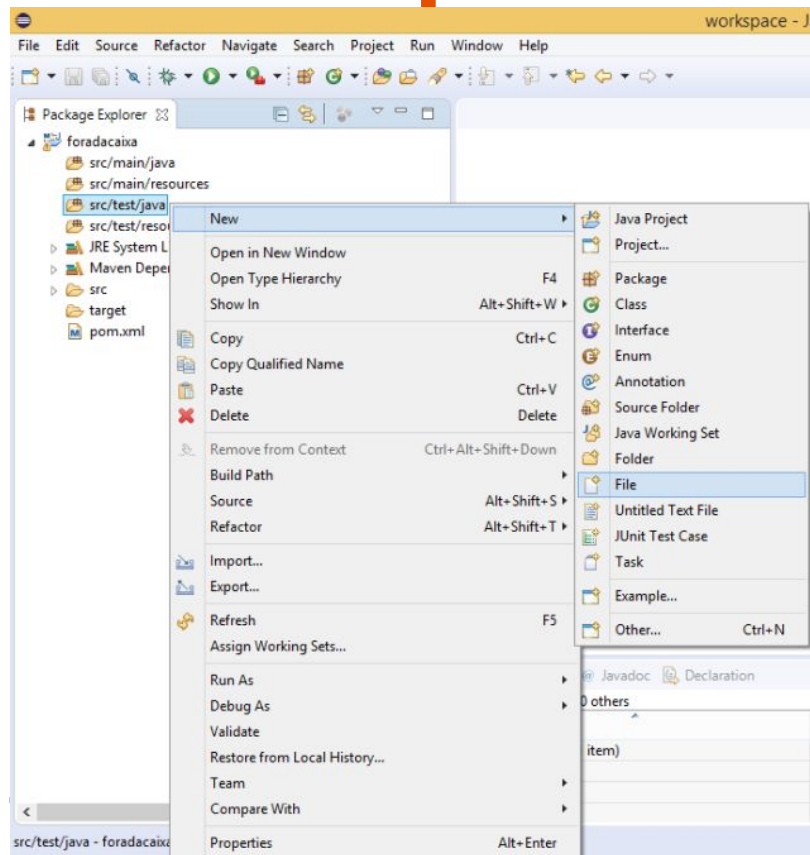 workspace - J
File Edit Source Refactor Navigate Search Project Run Window Help
Package Explorer
foradacaixa
src/main/java
src/main/resources
src/test/java
src/test/resou
JRE System L
Maven Deper
src
target
pom.xml
New
Open in New Window
Open Type Hierarchy F4
Show In Alt+Shift+W
Copy Ctrl+C
Copy Qualified Name
Paste Ctrl+V
Delete Delete
Remove from Context Ctrl+Alt+Shift+Down
Build Path
Source Alt+Shift+S
Refactor Alt+Shift+T
Import...
Export...
Refresh F5
Assign Working Sets...
Run As
Debug As
Validate
Restore from Local History...
Team
Compare With
Properties Alt+Enter
Java Project
Project...
Package
Class
Interface
Enum
Annotation
Source Folder
Java Working Set
Folder
File
Untitled Text File
JUnit Test Case
Task
Example...
Other... Ctrl+N
Javadoc Declaration
0 others
item)
src/test/java - foradacaixa